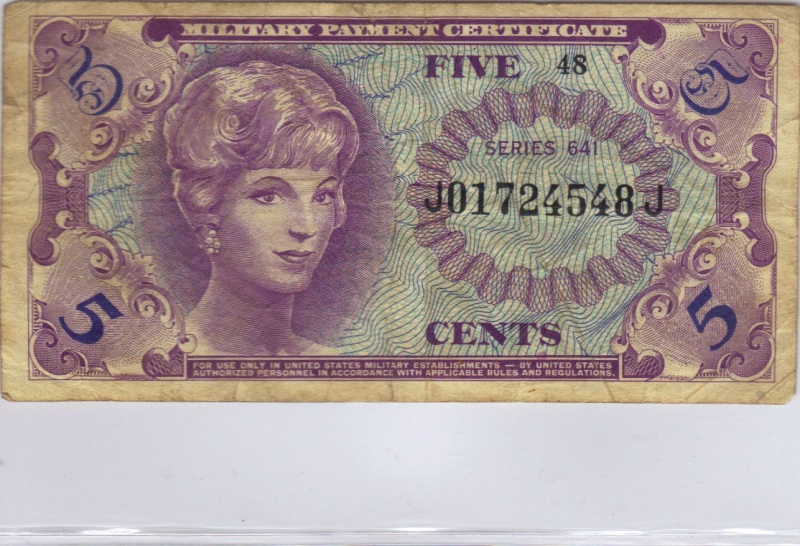 MILITARY PAYMENT CERTIFICATE
5 FIVE 48 5
SERIES 641
J01724548J
5 CENTS 5
FOR USE ONLY IN UNITED STATES MILITARY ESTABLISHMENTS — BY UNITED STATES
AUTHORIZED PERSONNEL IN ACCORDANCE WITH APPLICABLE RULES AND REGULATIONS.